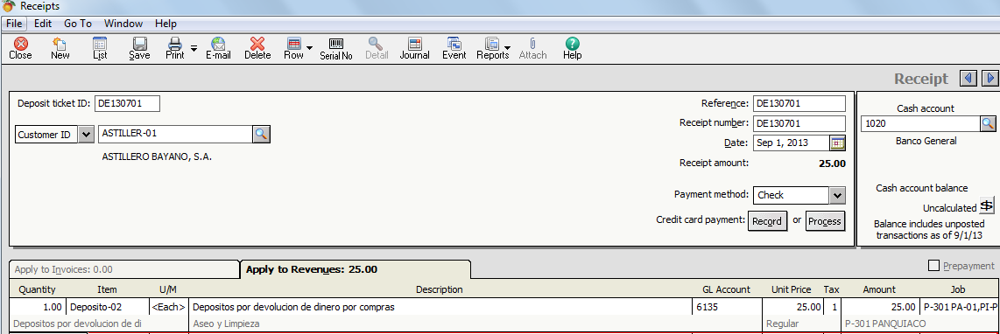 Receipts
File Edit Go To Window Help
Close New List Save Print E-mail Delete Row Serial No Detail Journal Event Reports Attach Help
Receipt
Deposit ticket ID: DE130701 Reference: DE130701
Cash account
Receipt number: DE130701
1020
Customer ID ASTILLER-01
Date: Sep 1, 2013
Banco General
ASTILLERO BAYANO, S.A.
Receipt amount: 25.00
Cash account balance
Payment method: Check
Uncalculated
Credit card payment: Record or Process
Balance includes unposted
transactions as of 9/1/13
Apply to Invoices: 0.00 Apply to Revenues: 25.00 Prepayment
Quantity Item U/M Description GL Account Unit Price Tax Amount Job
1.00 Deposito-02 <Each> Depositos por devolucion de dinero por compras 6135 25.00 1 25.00 P-301 PA-01,PI-P
Depositos por devolucion de di Aseo y Limpieza Regular P-301 PANQUIACO